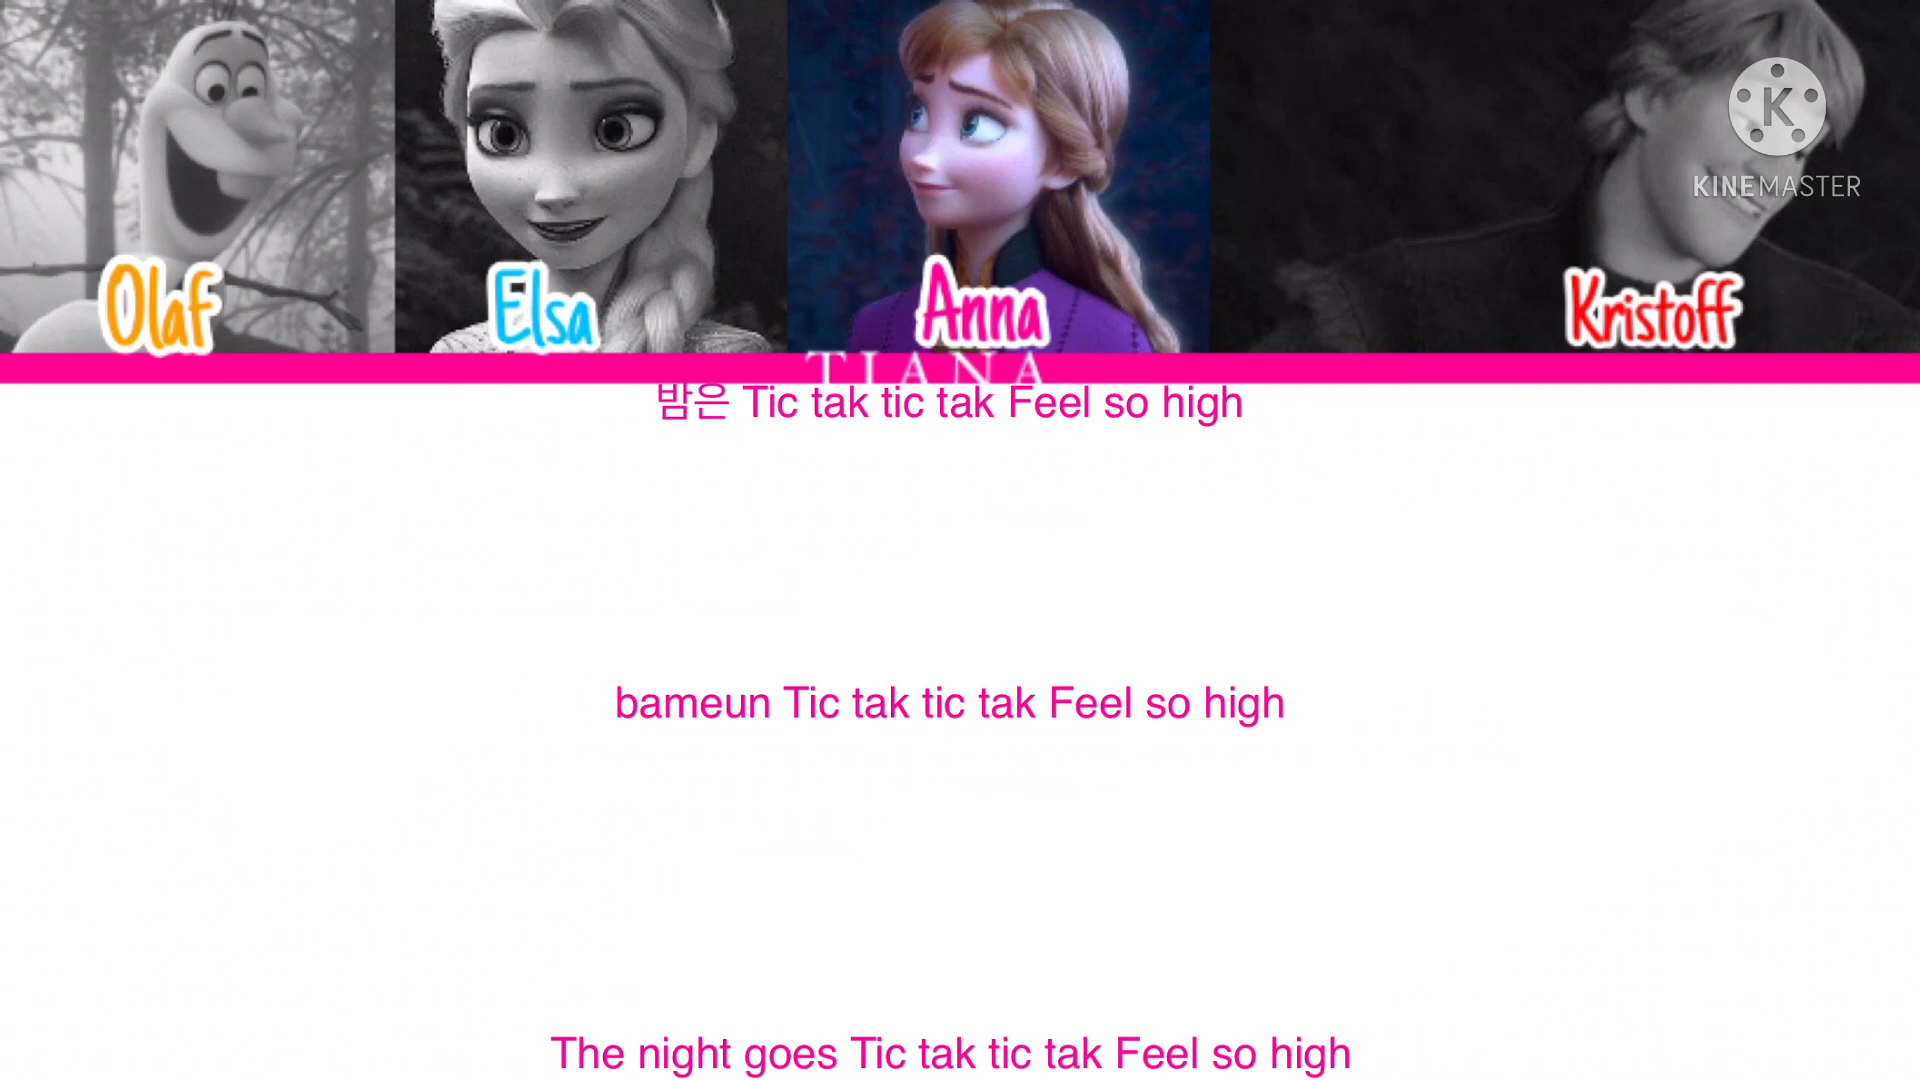 Olaf
Elsa
Anna
Kristoff
K
KINEMASTER
TIANA
밤은 Tic tak tic tak Feel so high
bameun Tic tak tic tak Feel so high
The night goes Tic tak tic tak Feel so high